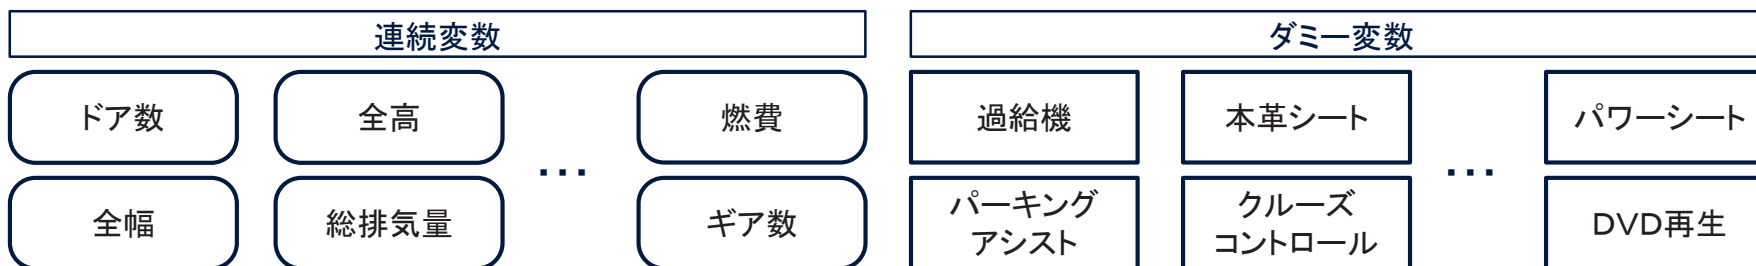 連続変数
ダミー変数
ドア数
全高
燃費
過給機
本革シート
パワーシート
全幅
総排気量
…
ギア数
パーキング
アシスト
クルーズ
コントロール
…
DVD再生